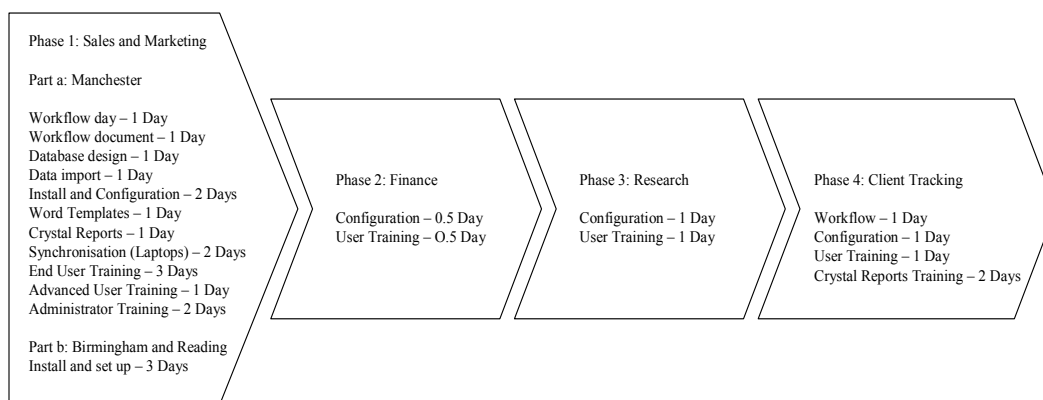 Phase 1: Sales and Marketing
Part a: Manchester
Workflow day – 1 Day
Workflow document – 1 Day
Database design – 1 Day
Data import – 1 Day
Install and Configuration – 2 Days
Word Templates – 1 Day
Crystal Reports – 1 Day
Synchronisation (Laptops) – 2 Days
End User Training – 3 Days
Advanced User Training – 1 Day
Administrator Training – 2 Days
Part b: Birmingham and Reading
Install and set up – 3 Days
Phase 2: Finance
Configuration – 0.5 Day
User Training – O.5 Day
Phase 3: Research
Configuration – 1 Day
User Training – 1 Day
Phase 4: Client Tracking
Workflow – 1 Day
Configuration – 1 Day
User Training – 1 Day
Crystal Reports Training – 2 Days